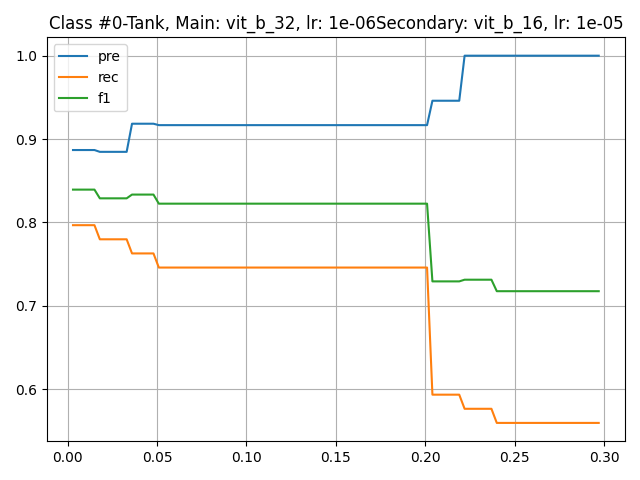 Class #0-Tank, Main: vit_b_32, lr: 1e-06Secondary: vit_b_16, lr: 1e-05
pre
rec
f1
1.0
0.9
0.8
0.7
0.6
0.00 0.05 0.10 0.15 0.20 0.25 0.30